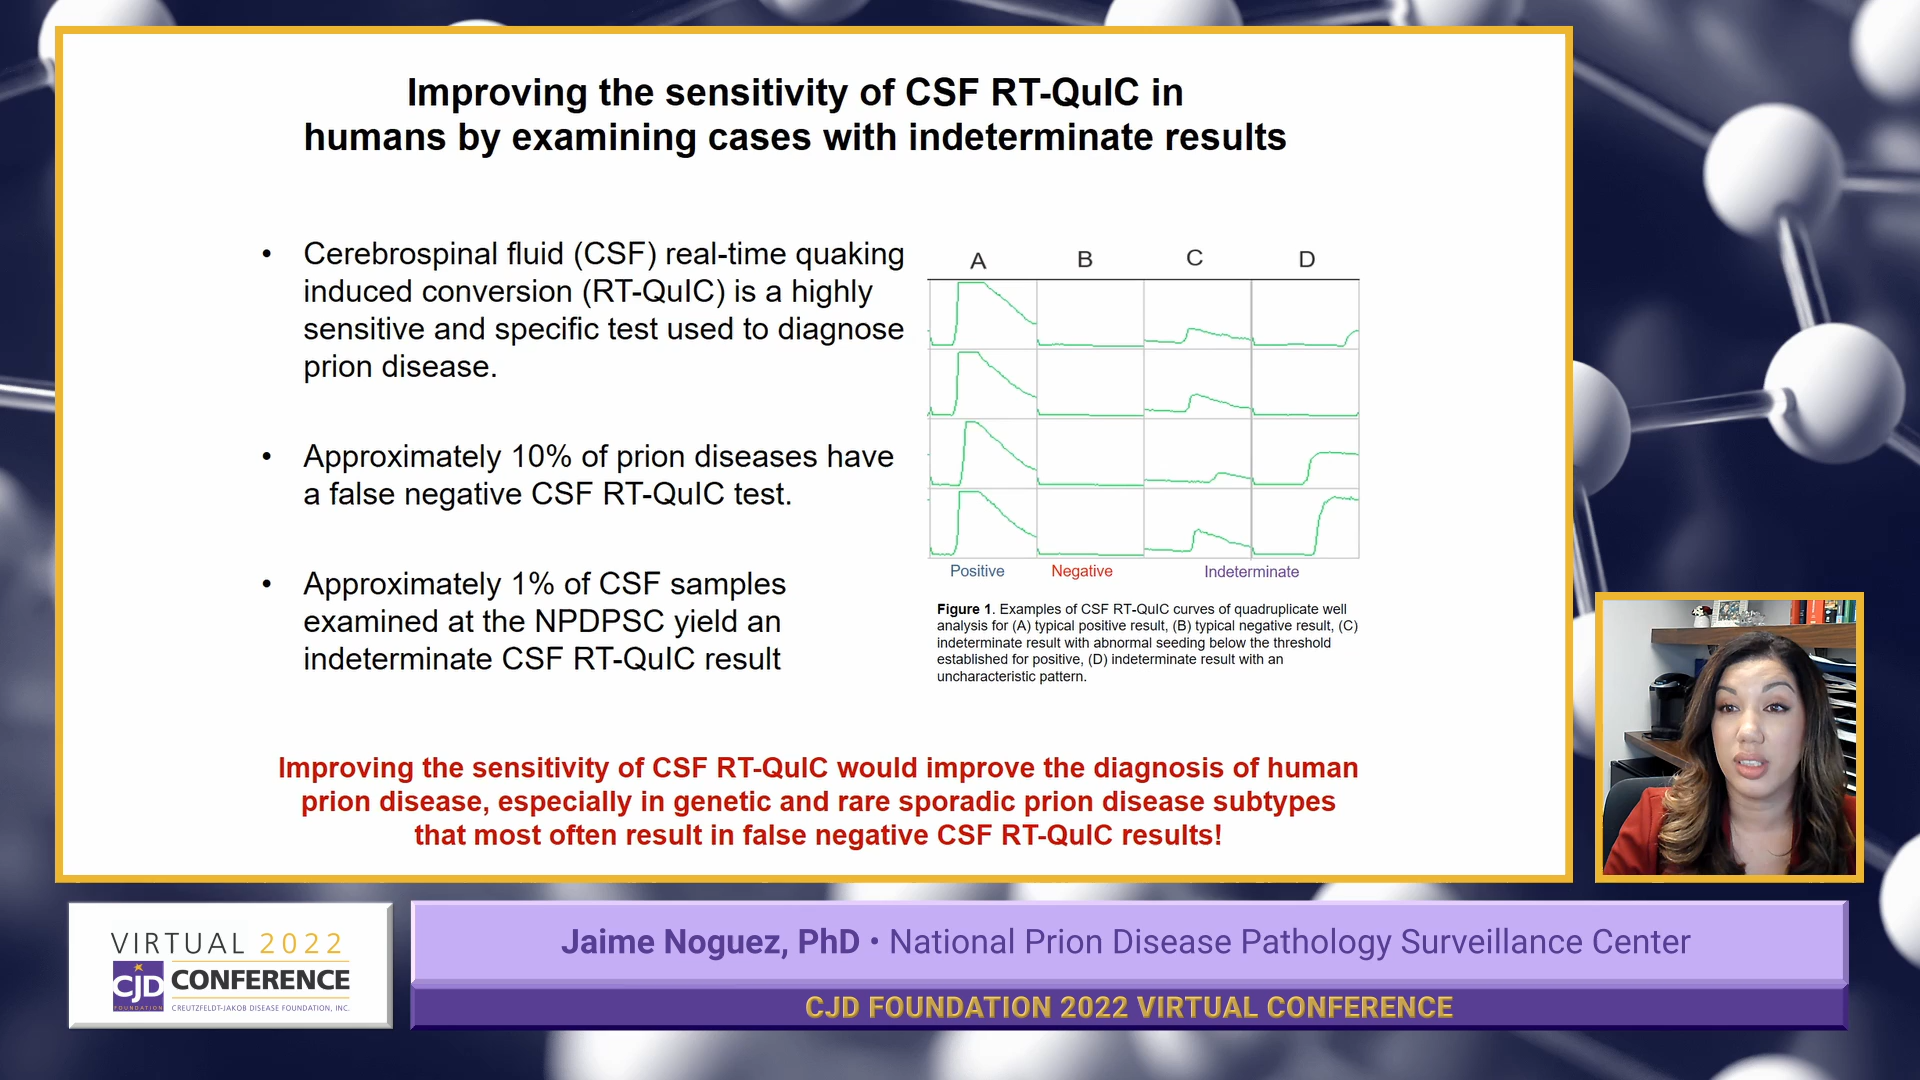 Improving the sensitivity of CSF RT-QuIC in
humans by examining cases with indeterminate results
• Cerebrospinal fluid (CSF) real-time quaking
induced conversion (RT-QuIC) is a highly
sensitive and specific test used to diagnose
prion disease.
• Approximately 10% of prion diseases have
a false negative CSF RT-QuIC test.
• Approximately 1% of CSF samples
examined at the NPDPSC yield an
indeterminate CSF RT-QuIC result
A B C D
Positive Negative Indeterminate
Figure 1. Examples of CSF RT-QuIC curves of quadruplicate well
analysis for (A) typical positive result, (B) typical negative result, (C)
indeterminate result with abnormal seeding below the threshold
established for positive, (D) indeterminate result with an
uncharacteristic pattern.
Improving the sensitivity of CSF RT-QuIC would improve the diagnosis of human
prion disease, especially in genetic and rare sporadic prion disease subtypes
that most often result in false negative CSF RT-QuIC results!
VIRTUAL 2022
CJD CONFERENCE
FOUNDATION CREUTZFELDT-JAKOB DISEASE FOUNDATION, INC.
Jaime Noguez, PhD • National Prion Disease Pathology Surveillance Center
CJD FOUNDATION 2022 VIRTUAL CONFERENCE